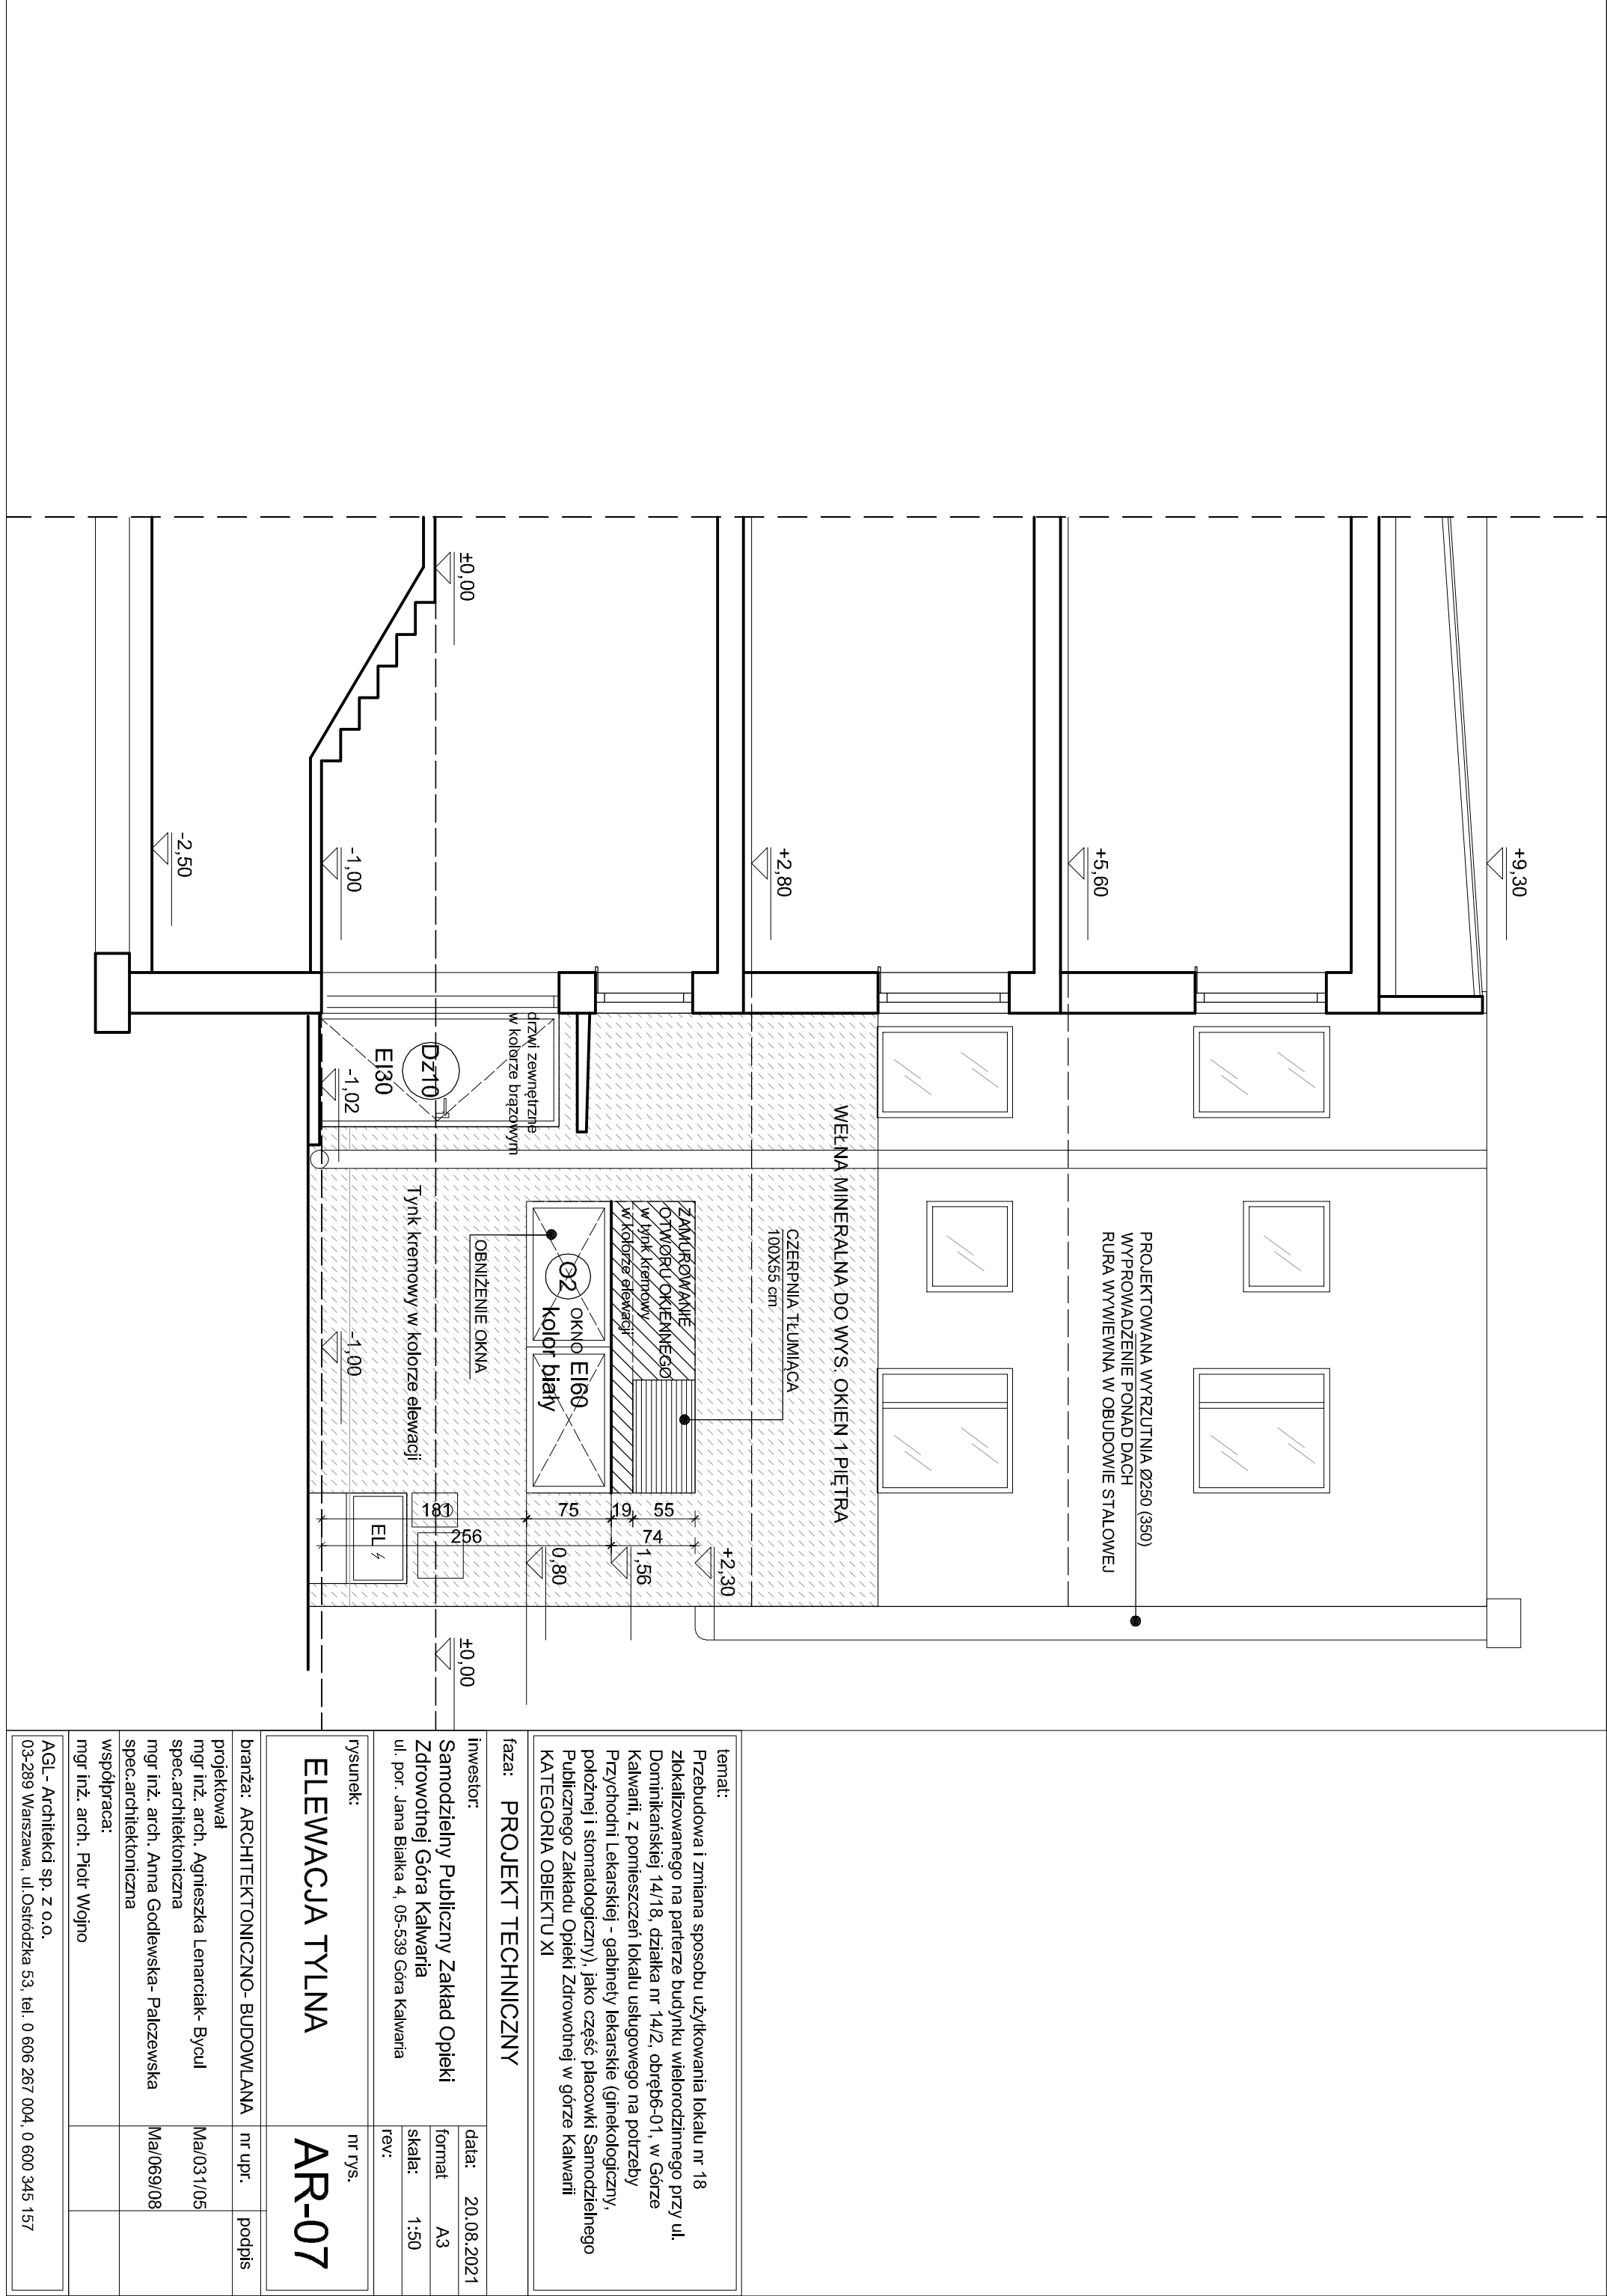 +9,30
+5,60
+2,80
±0,00
-1,00
-2,50
PROJEKTOWANA WYRZUTNIA Ø250 (350)
WYPROWADZENIE PONAD DACH
RURA WYWIEWNA W OBUDOWIE STALOWEJ
WEŁNA MINERALNA DO WYS. OKIEN 1 PIĘTRA
CZERPNIA TŁUMIĄCA
100X55 cm
ZAMUROWANIE
OTWORU OKIENNEGO
w tynk kremowy
w kolorze elewacji
O2
OKNO EI60
kolor biały
OBNIŻENIE OKNA
drzwi zewnętrzne
w kolorze brązowym
Dz10
EI30
-1,02
Tynk kremowy w kolorze elewacji
-1,00
55
19
75
181
74
256
+2,30
1,56
0,80
EL
±0,00
temat:
Przebudowa i zmiana sposobu użytkowania lokalu nr 18
zlokalizowanego na parterze budynku wielorodzinnego przy ul.
Dominikańskiej 14/18, działka nr 14/2, obręb6-01, w Górze
Kalwarii, z pomieszczeń lokalu usługowego na potrzeby
Przychodni Lekarskiej - gabinety lekarskie (ginekologiczny,
położnej i stomatologiczny), jako część placowki Samodzielnego
Publicznego Zakładu Opieki Zdrowotnej w górze Kalwarii
KATEGORIA OBIEKTU XI
faza: PROJEKT TECHNICZNY
inwestor:
Samodzielny Publiczny Zakład Opieki
Zdrowotnej Góra Kalwaria
ul. por. Jana Białka 4, 05-539 Góra Kalwaria
data: 20.08.2021
format A3
skala: 1:50
rev:
rysunek:
ELEWACJA TYLNA
nr rys.
AR-07
branża: ARCHITEKTONICZNO- BUDOWLANA nr upr. podpis
projektował
mgr inż. arch. Agnieszka Lenarciak- Bycul Ma/031/05
spec.architektoniczna
mgr inż. arch. Anna Godlewska- Palczewska Ma/069/08
spec.architektoniczna
współpraca:
mgr inż. arch. Piotr Wojno
AGL- Architekci sp. z o.o.
03-289 Warszawa, ul.Ostródzka 53, tel. 0 606 267 004, 0 600 345 157